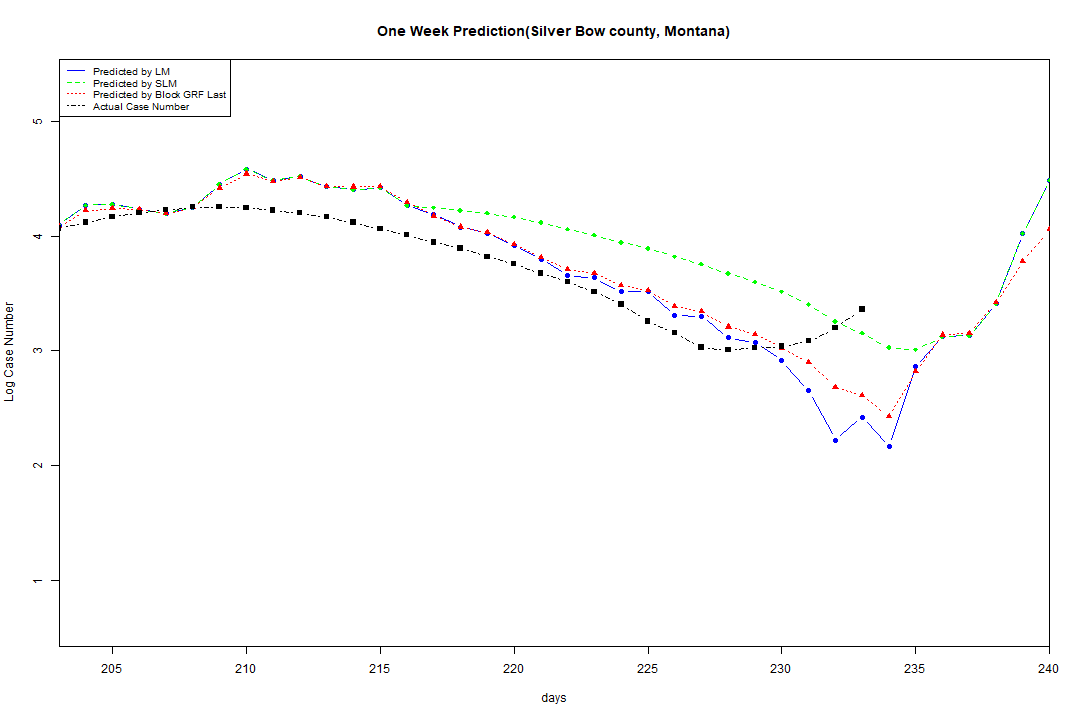 One Week Prediction(Silver Bow county, Montana)
Predicted by LM
Predicted by SLM
Predicted by Block GRF Last
Actual Case Number
5
4
3
2
1
Log Case Number
205 210 215 220 225 230 235 240
days